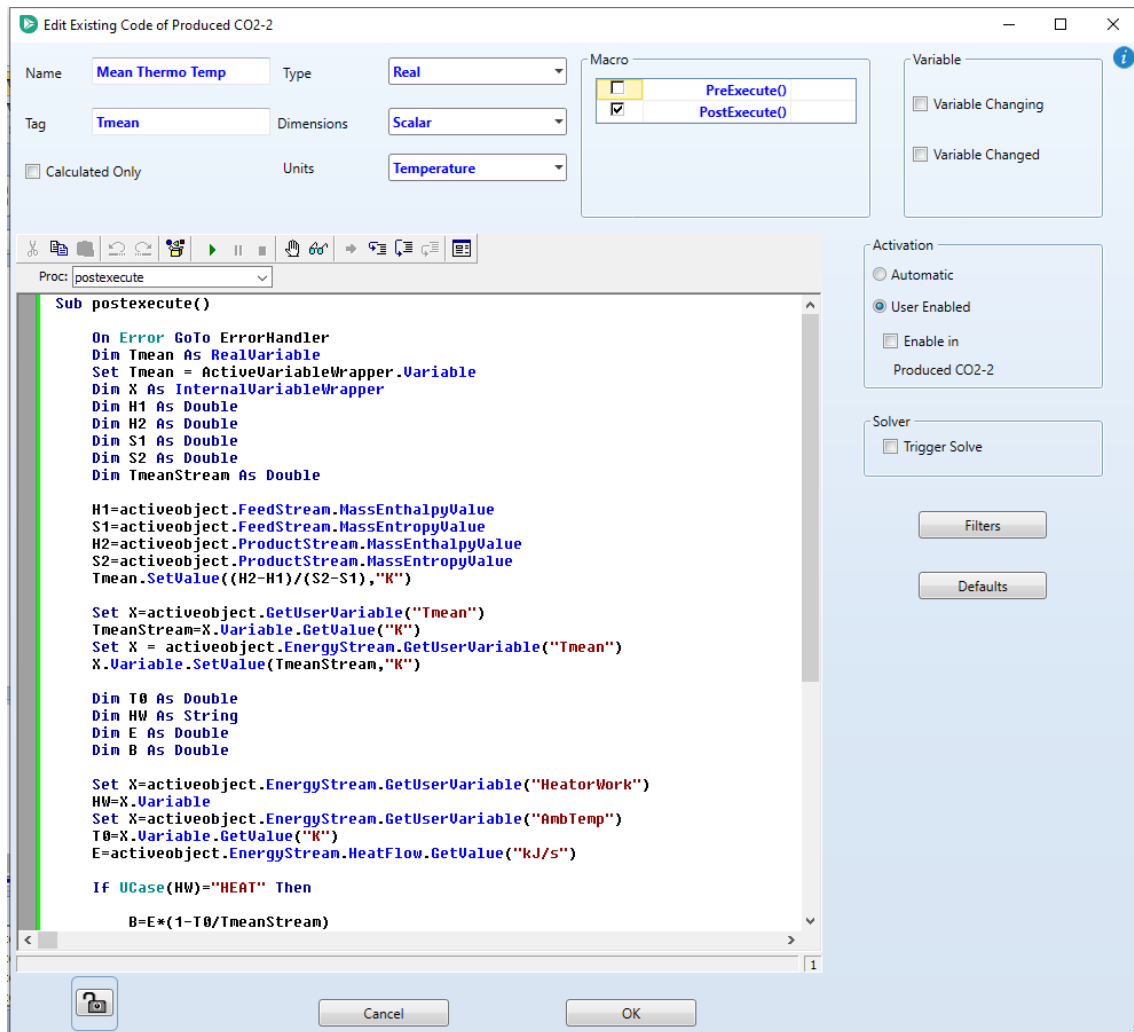 Edit Existing Code of Produced CO2-2
Name
Mean Thermo Temp
Type
Real
Tag
Tmean
Dimensions
Scalar
Calculated Only
Units
Temperature
Macro
PreExecute()
PostExecute()
Variable
Variable Changing
Variable Changed
i
Proc: postexecute
Sub postexecute()
On Error GoTo ErrorHandler
Dim Tmean As RealVariable
Set Tmean = ActiveVariableWrapper.Variable
Dim X As InternalVariableWrapper
Dim H1 As Double
Dim H2 As Double
Dim S1 As Double
Dim S2 As Double
Dim TmeanStream As Double
H1=activeobject.FeedStream.MassEnthalpyValue
S1=activeobject.FeedStream.MassEntropyValue
H2=activeobject.ProductStream.MassEnthalpyValue
S2=activeobject.ProductStream.MassEntropyValue
Tmean.SetValue((H2-H1)/(S2-S1),"K")
Set X=activeobject.GetUserVariable("Tmean")
TmeanStream=X.Variable.GetValue("K")
Set X = activeobject.EnergyStream.GetUserVariable("Tmean")
X.Variable.SetValue(TmeanStream,"K")
Dim T0 As Double
Dim HW As String
Dim E As Double
Dim B As Double
Set X=activeobject.EnergyStream.GetUserVariable("HeatorWork")
HW=X.Variable
Set X=activeobject.EnergyStream.GetUserVariable("AmbTemp")
T0=X.Variable.GetValue("K")
E=activeobject.EnergyStream.HeatFlow.GetValue("kJ/s")
If UCase(HW)="HEAT" Then
B=E*(1-T0/TmeanStream)
1
Activation
Automatic
User Enabled
Enable in
Produced CO2-2
Solver
Trigger Solve
Filters
Defaults
Cancel
OK